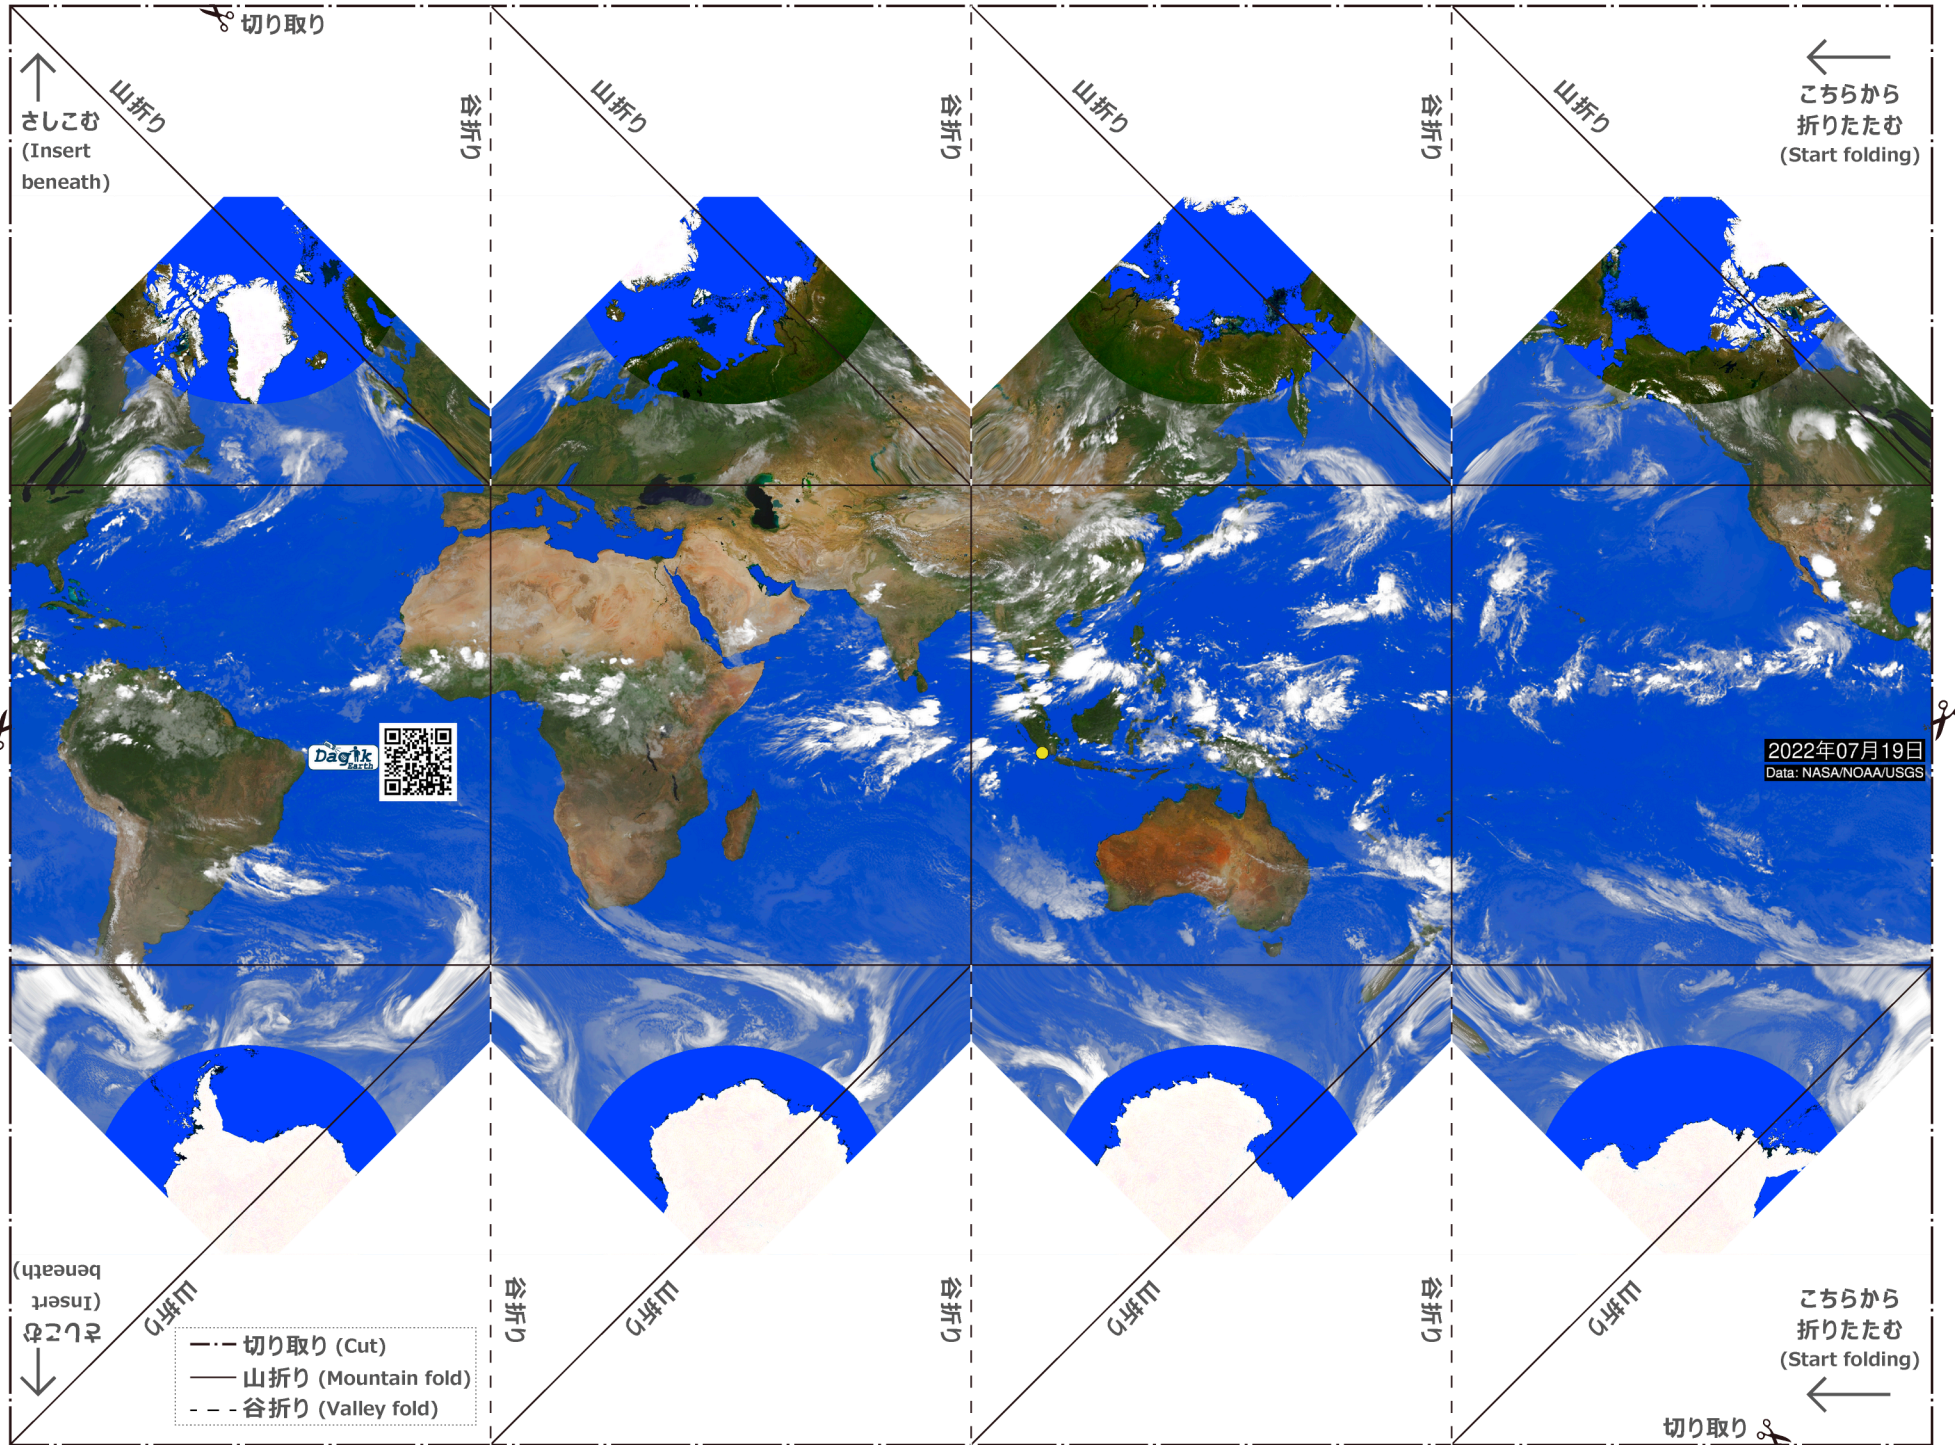 切り取り
山折り
谷折り
山折り
谷折り
山折り
谷折り
山折り
さしこむ
(Insert
beneath)
こちらから
折りたたむ
(Start folding)
Dagik
Earth
2022年07月19日
Data: NASA/NOAA/USGS
さしこむ
(Insert
beneath)
山折り
谷折り
山折り
谷折り
山折り
谷折り
山折り
こちらから
折りたたむ
(Start folding)
切り取り (Cut)
山折り (Mountain fold)
谷折り (Valley fold)
切り取り